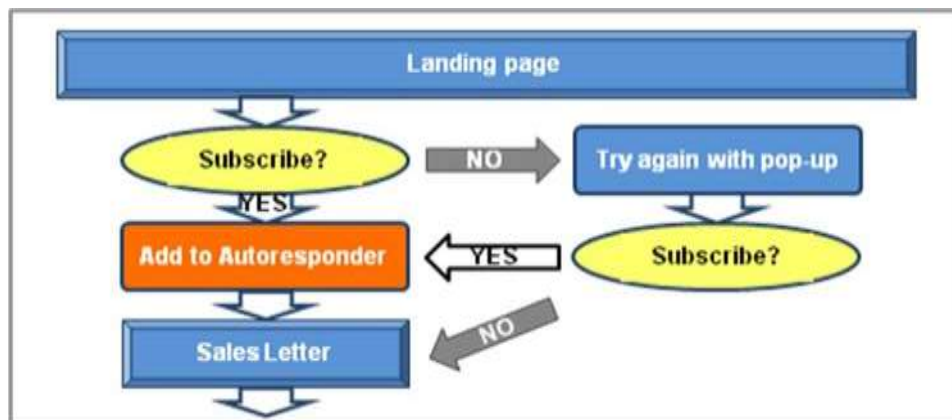 Landing page
Subscribe?
NO
Try again with pop-up
YES
Add to Autoresponder
YES
Subscribe?
NO
Sales Letter